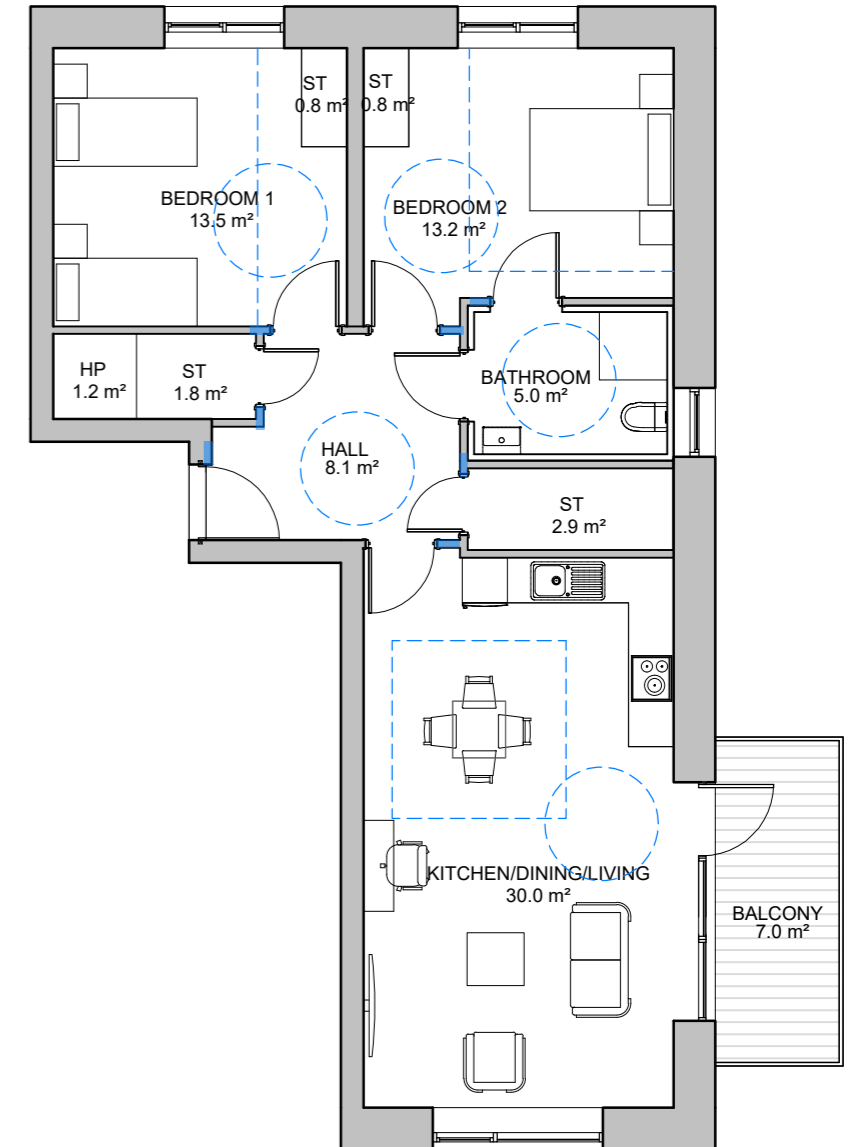 ST
0.8 m²
ST
0.8 m²
BEDROOM 1
13.5 m²
BEDROOM 2
13.2 m²
HP
1.2 m²
ST
1.8 m²
BATHROOM
5.0 m²
HALL
8.1 m²
ST
2.9 m²
KITCHEN/DINING/LIVING
30.0 m²
BALCONY
7.0 m²